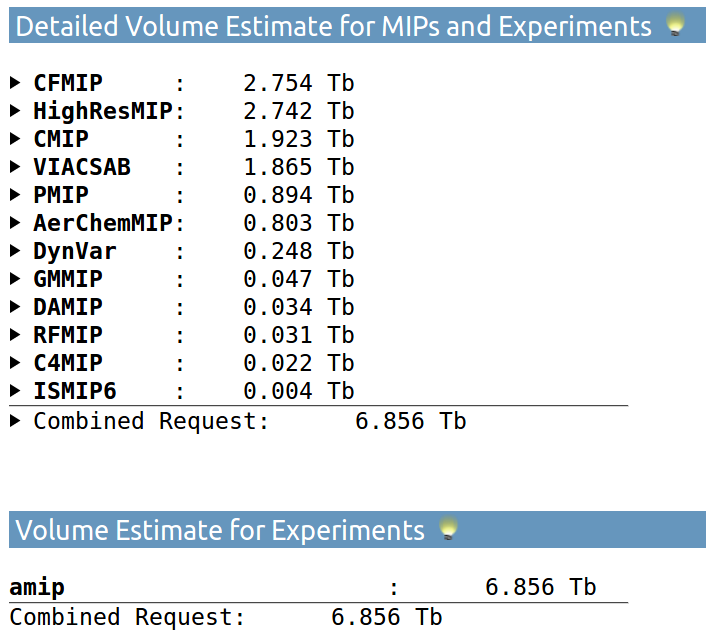 Detailed Volume Estimate for MIPs and Experiments
CFMIP : 2.754 Tb
HighResMIP: 2.742 Tb
CMIP : 1.923 Tb
VIACSAB : 1.865 Tb
PMIP : 0.894 Tb
AerChemMIP: 0.803 Tb
DynVar : 0.248 Tb
GMMIP : 0.047 Tb
DAMIP : 0.034 Tb
RFMIP : 0.031 Tb
C4MIP : 0.022 Tb
ISMIP6 : 0.004 Tb
Combined Request: 6.856 Tb
Volume Estimate for Experiments
amip : 6.856 Tb
Combined Request: 6.856 Tb